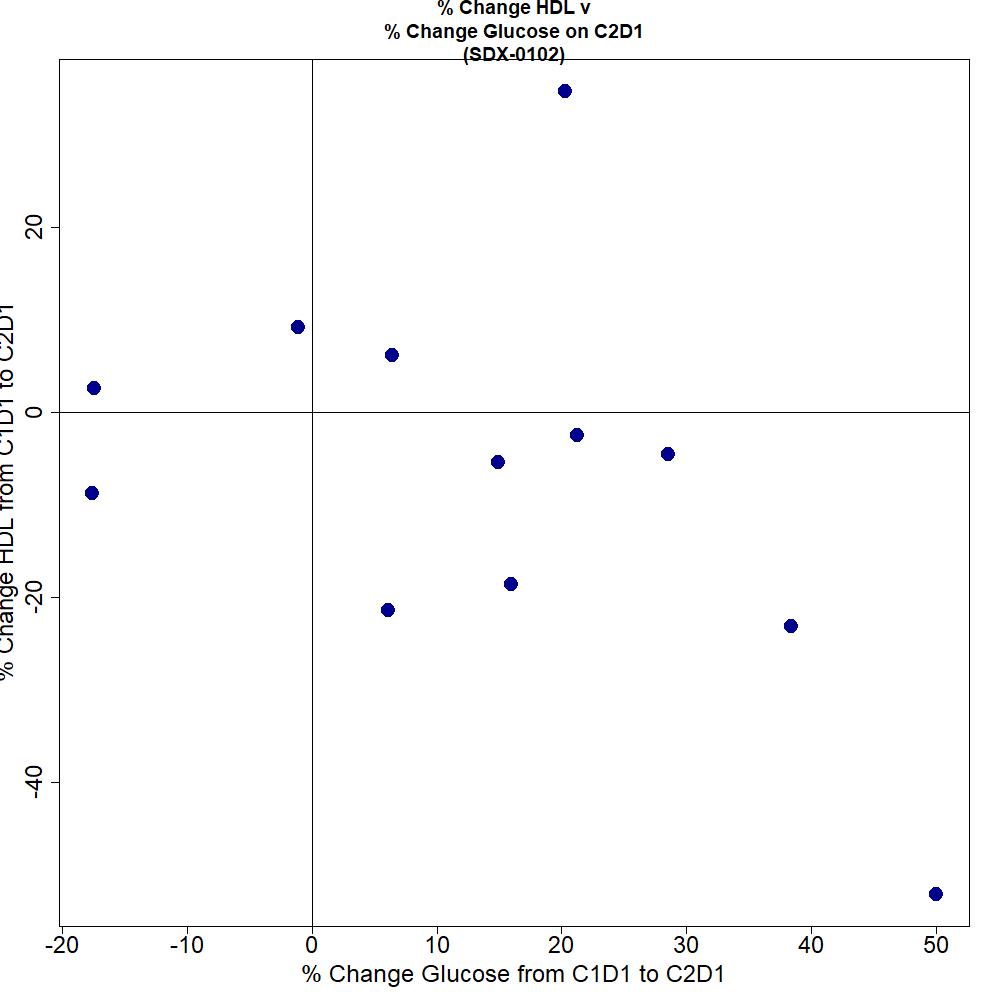 % Change HDL v
% Change Glucose on C2D1
(SDX-0102)
% Change HDL from C1D1 to C2D1
20
0
-20
-40
-20
-10
0
10
20
30
40
50
% Change Glucose from C1D1 to C2D1